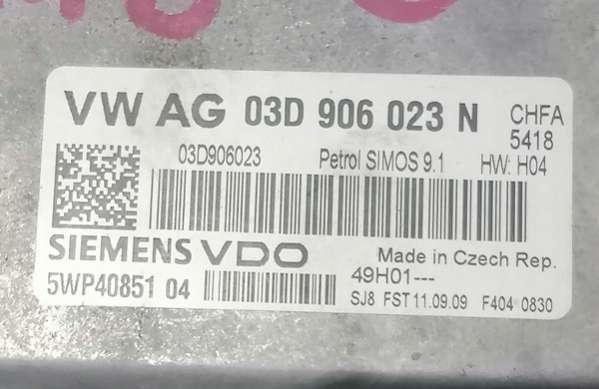 VW AG 03D 906 023 N CHFA
5418
03D906023 Petrol SIMOS 9.1 HW: H04
SIEMENS VDO Made in Czech Rep.
5WP40851 04 49H01---
SJ8 FST 11.09.09 F404 0830